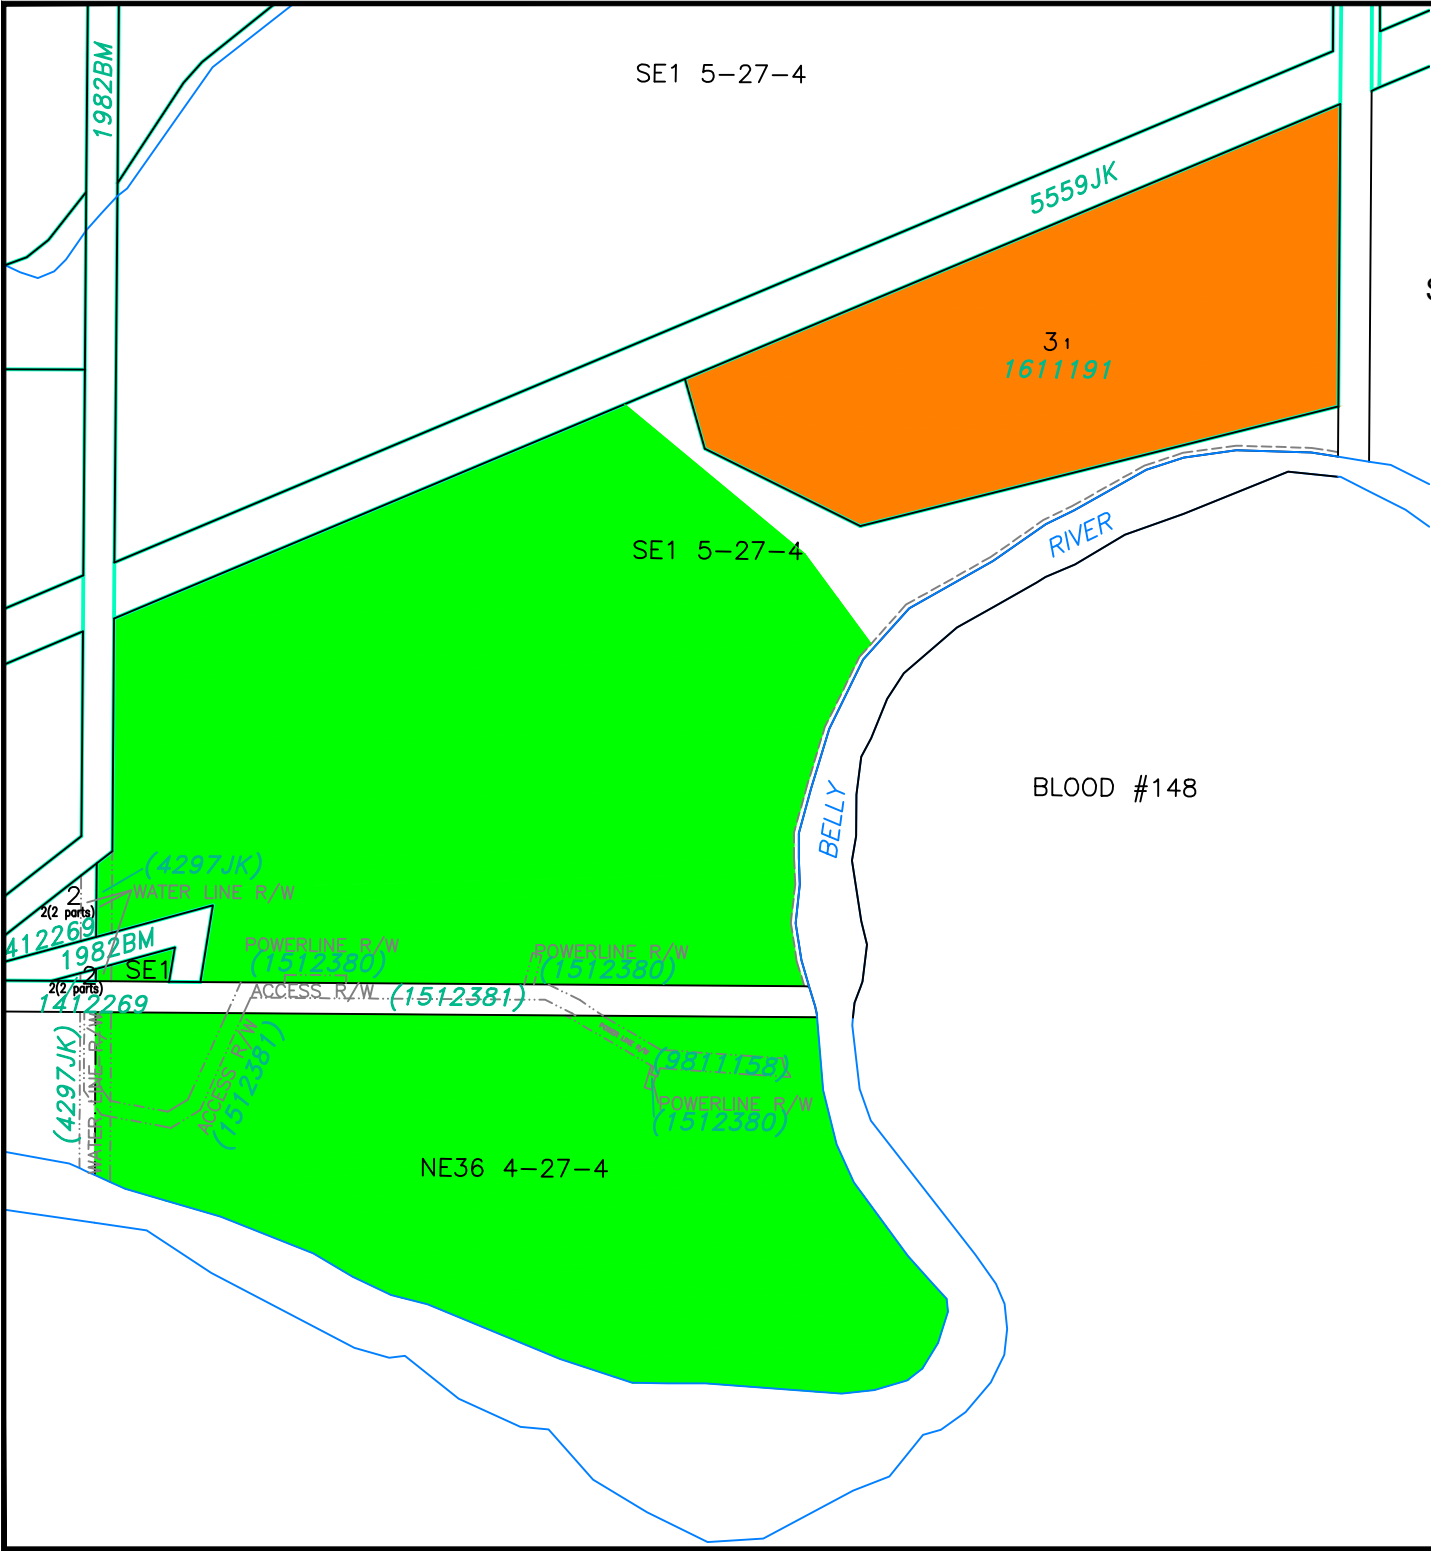 1982BM
SE1 5-27-4
5559JK
3 1
1611191
SE1 5-27-4
RIVER
BELLY
BLOOD #148
(4297JK)
WATER LINE R/W
2
2(2 parts)
412269
1982BM
SE1
2
2(2 parts)
1412269
POWERLINE R/W
(1512380)
POWERLINE R/W
(1512380)
ACCESS R/W
(1512381)
(4297JK)
WATER LINE R/W
ACCESS R/W
(1512381)
(9811158)
POWERLINE R/W
(1512380)
NE36 4-27-4